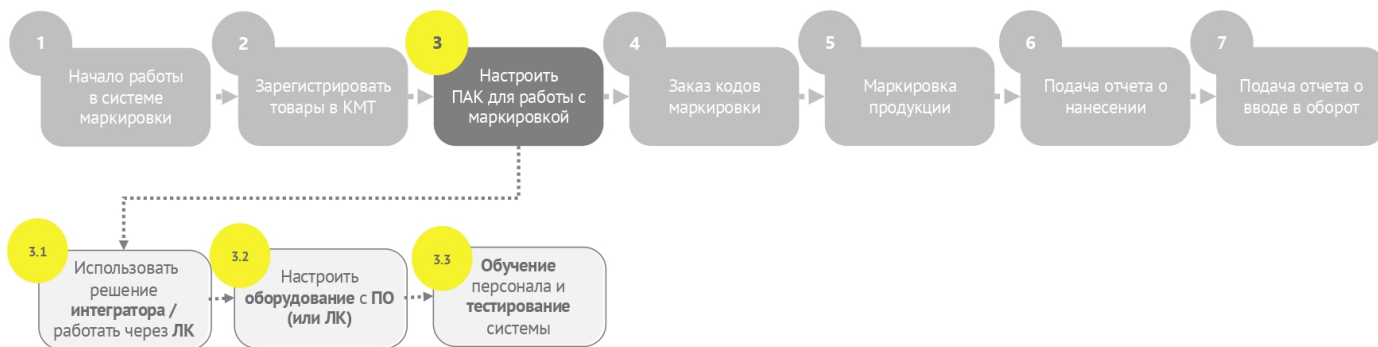 1
Начало работы
в системе
маркировки
2
Зарегистрировать
товары в КМТ
3
Настроить
ПАК для работы с
маркировкой
4
Заказ кодов
маркировки
5
Маркировка
продукции
6
Подача отчета о
нанесении
7
Подача отчета о
вводе в оборот
3.1
Использовать
решение
интегратора /
работать через ЛК
3.2
Настроить
оборудование с ПО
(или ЛК)
3.3
Обучение
персонала и
тестирование
системы